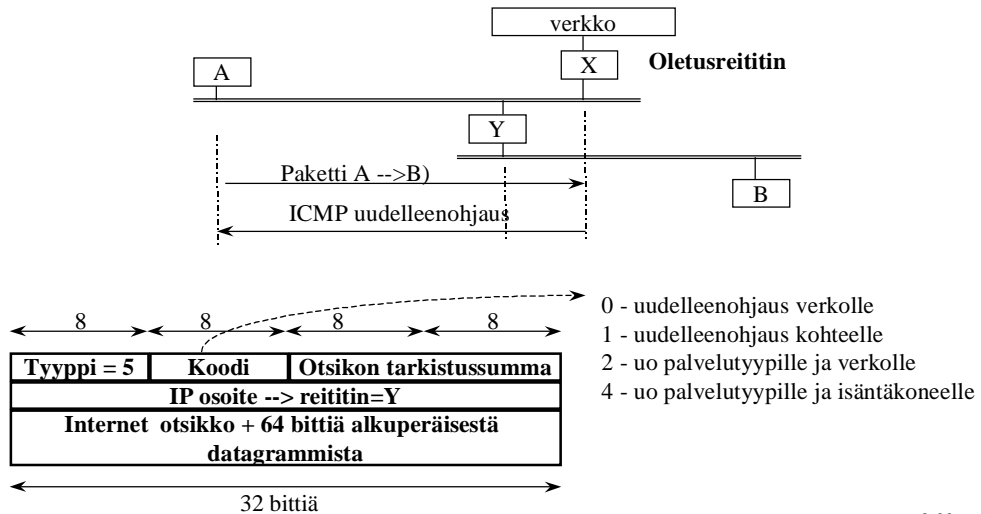 verkko
A
X
Oletusreititin
Y
Paketti A -->B)
B
ICMP uudelleenohjaus
0 - uudelleenohjaus verkolle
8 8 8 8
1 - uudelleenohjaus kohteelle
Tyyppi = 5 Koodi Otsikon tarkistussumma
2 - uo palvelutyypille ja verkolle
IP osoite --> reititin=Y
4 - uo palvelutyypille ja isäntäkoneelle
Internet otsikko + 64 bittiä alkuperäisestä
datagrammista
32 bittiä